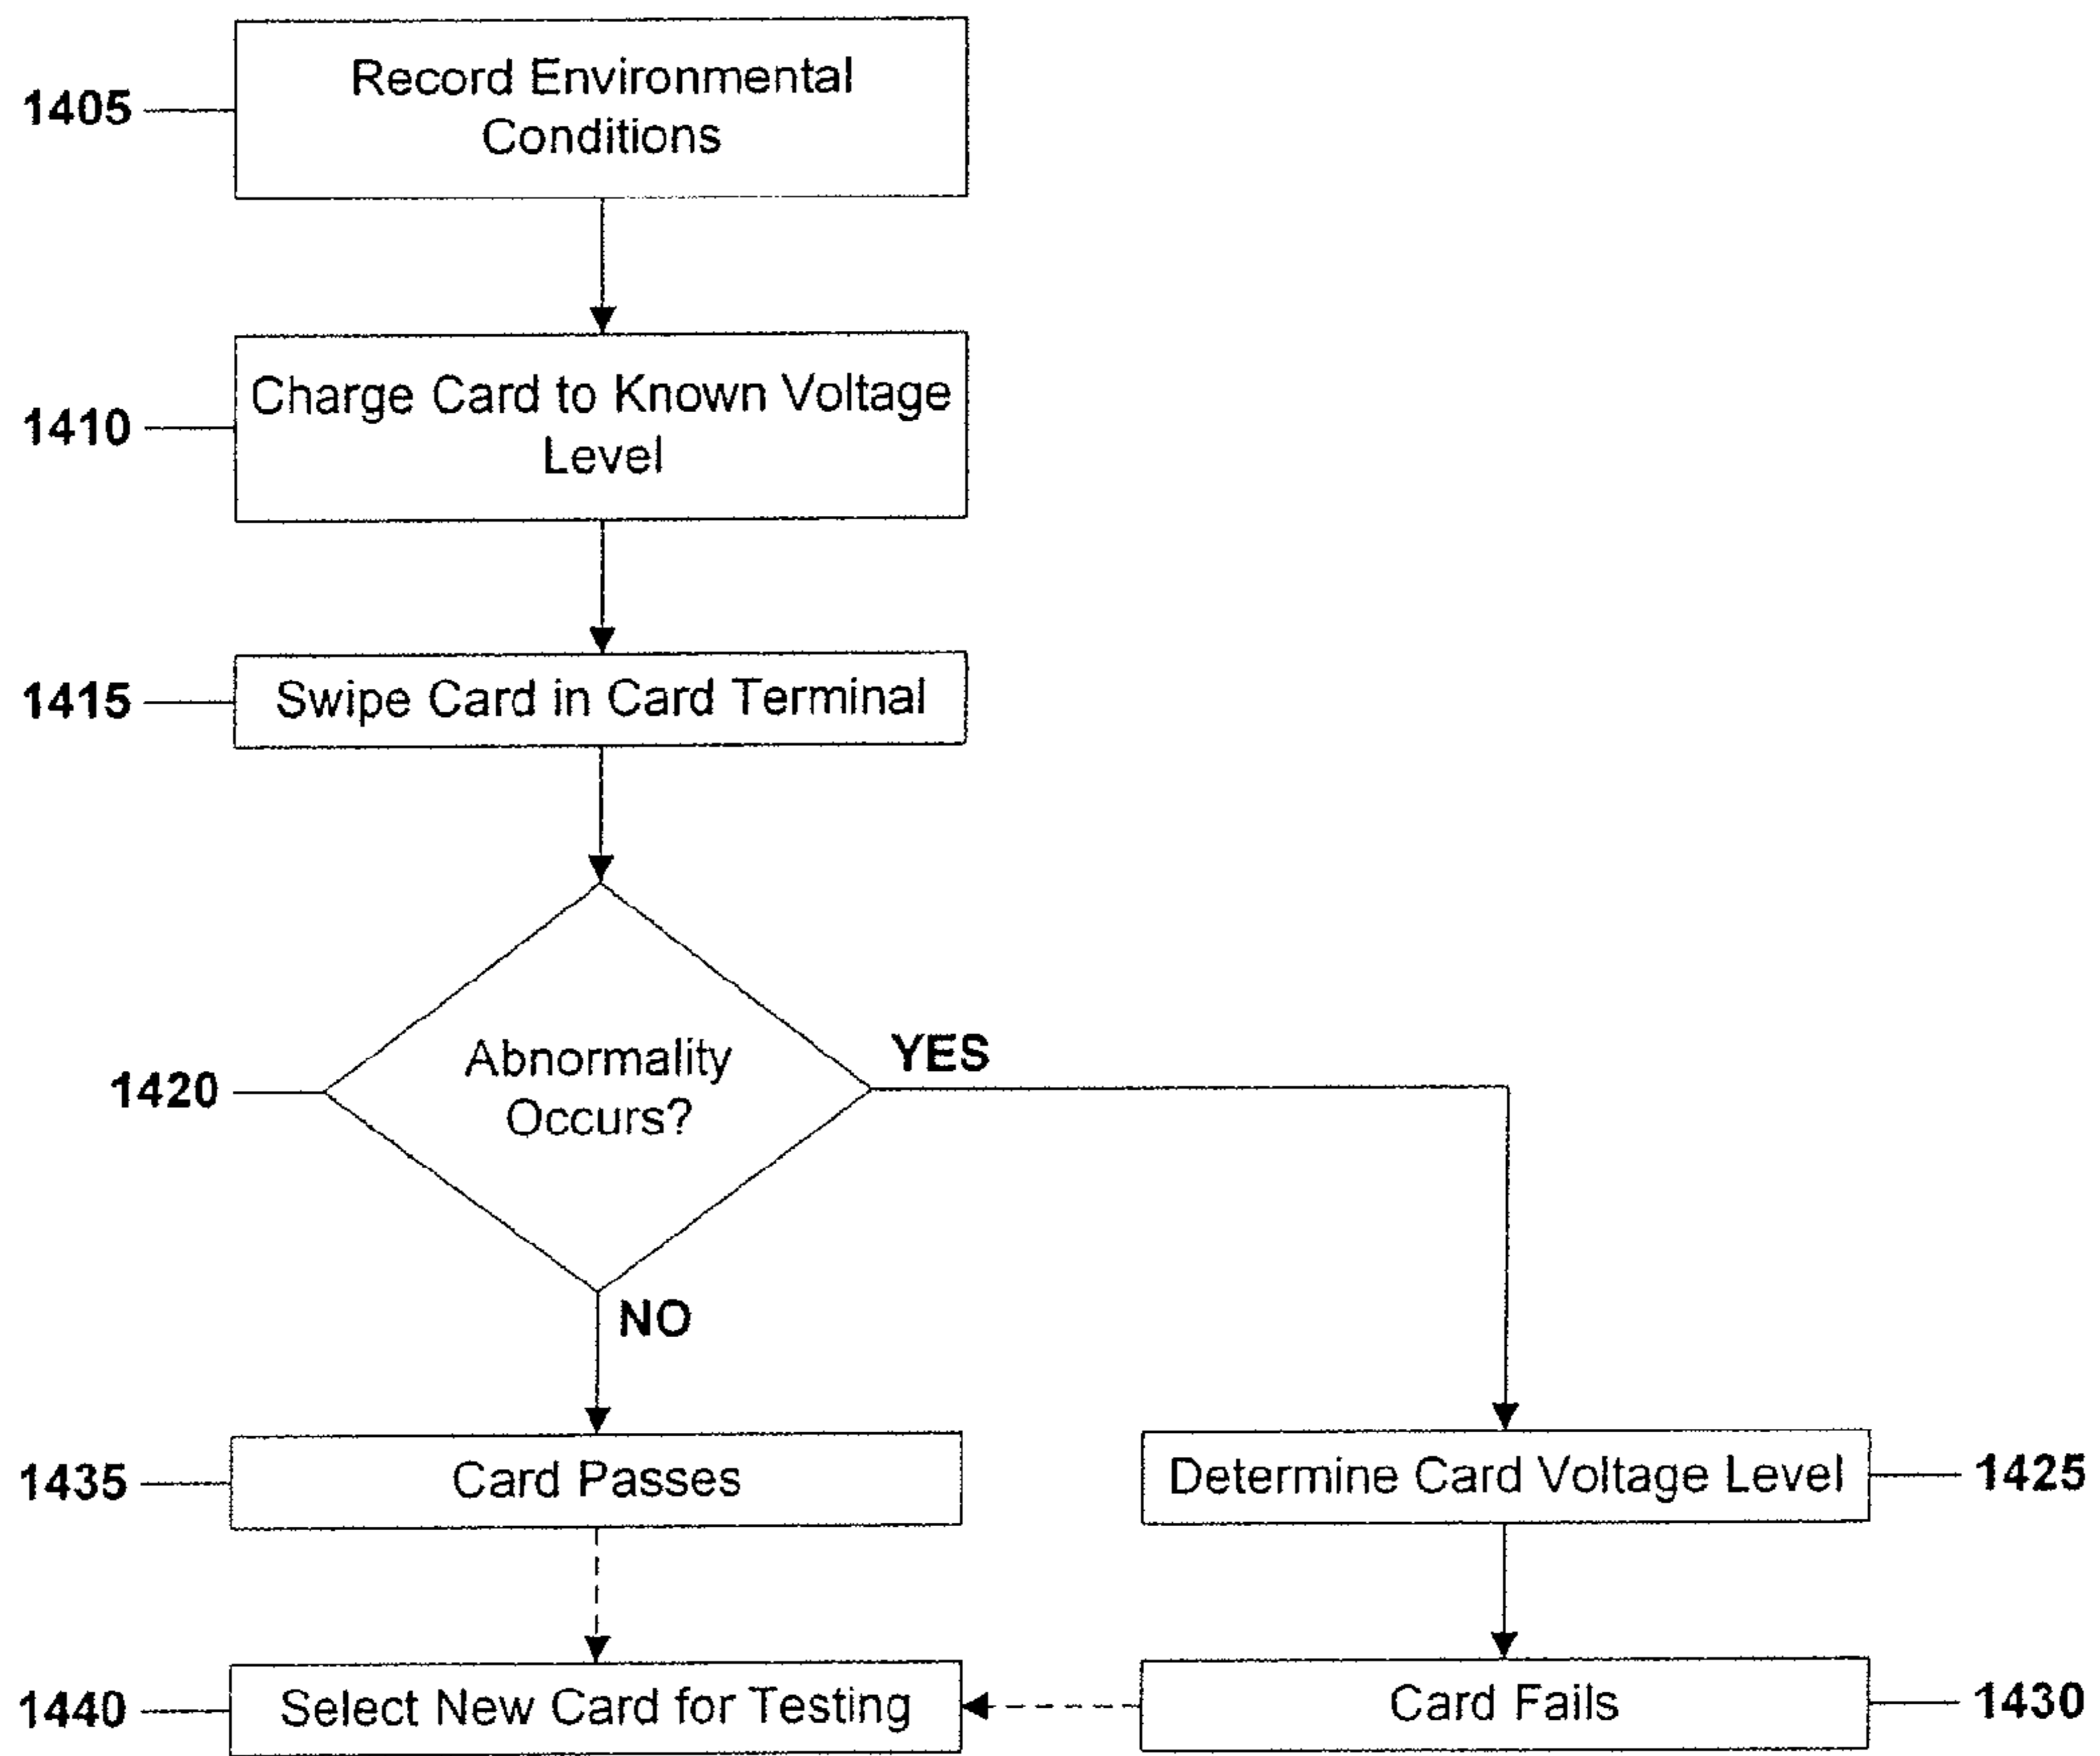 1405
Record Environmental
Conditions
1410
Charge Card to Known Voltage
Level
1415
Swipe Card in Card Terminal
1420
Abnormality
Occurs?
YES
NO
1435
Card Passes
Determine Card Voltage Level
1425
1440
Select New Card for Testing
Card Fails
1430